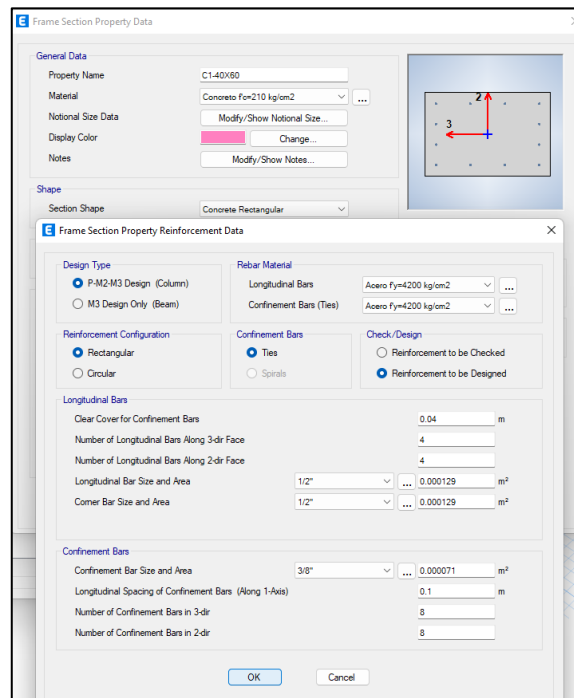 E Frame Section Property Data
General Data
Property Name C1-40X60
Material Concreto f'c=210 kg/cm2 ...
Notional Size Data Modify/Show Notional Size...
Display Color Change...
Notes Modify/Show Notes...
2
3
Shape
Section Shape Concrete Rectangular
E Frame Section Property Reinforcement Data
Design Type
P-M2-M3 Design (Column)
M3 Design Only (Beam)
Rebar Material
Longitudinal Bars Acero f'y=4200 kg/cm2 ...
Confinement Bars (Ties) Acero f'y=4200 kg/cm2 ...
Reinforcement Configuration
Rectangular
Circular
Confinement Bars
Ties
Spirals
Check/Design
Reinforcement to be Checked
Reinforcement to be Designed
Longitudinal Bars
Clear Cover for Confinement Bars 0.04 m
Number of Longitudinal Bars Along 3-dir Face 4
Number of Longitudinal Bars Along 2-dir Face 4
Longitudinal Bar Size and Area 1/2" ... 0.000129 m²
Corner Bar Size and Area 1/2" ... 0.000129 m²
Confinement Bars
Confinement Bar Size and Area 3/8" ... 0.000071 m²
Longitudinal Spacing of Confinement Bars (Along 1-Axis) 0.1 m
Number of Confinement Bars in 3-dir 8
Number of Confinement Bars in 2-dir 8
OK Cancel